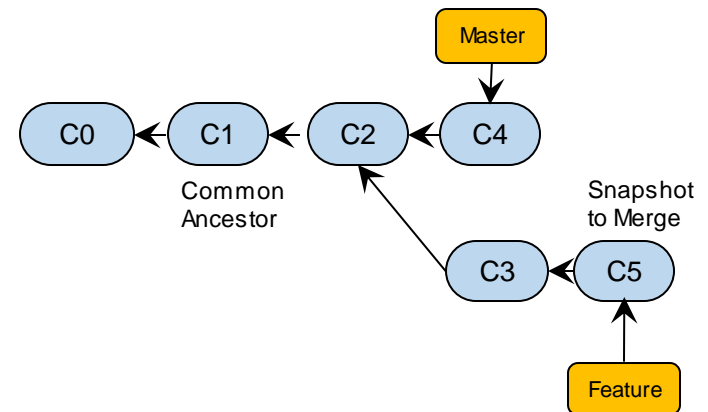 Master
C0
C1
C2
C4
Common
Ancestor
Snapshot
to Merge
C3
C5
Feature